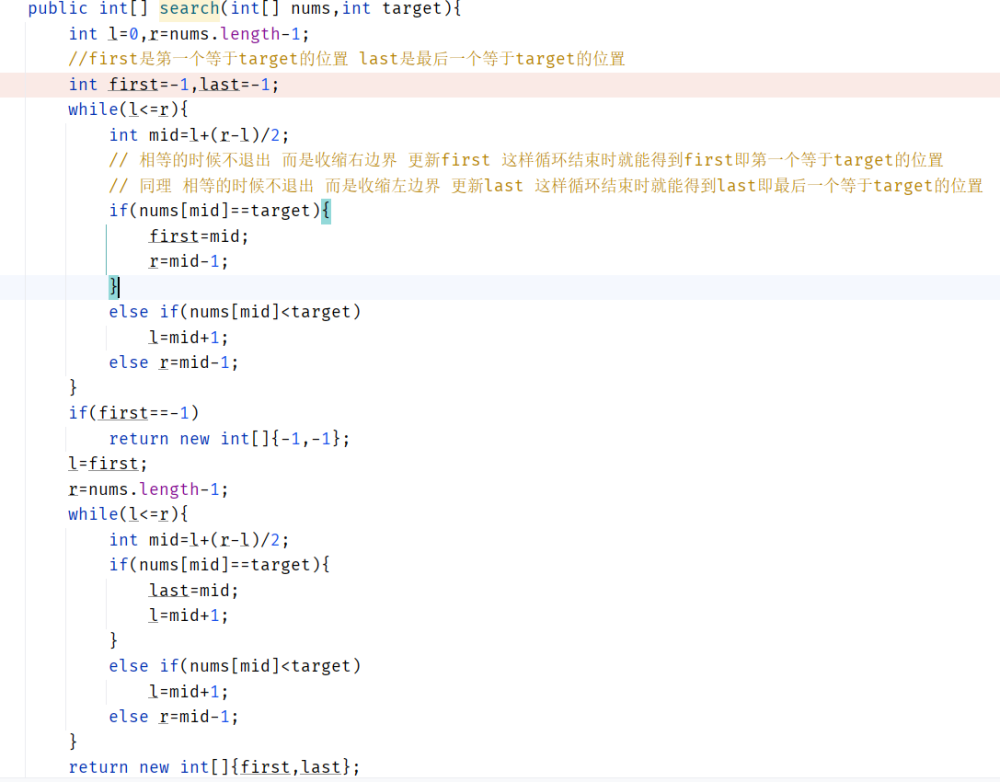 public int[] search(int[] nums,int target){
int l=0,r=nums.length-1;
//first是第一个等于target的位置 last是最后一个等于target的位置
int first=-1,last=-1;
while(l<=r){
int mid=l+(r-l)/2;
// 相等的时候不退出 而是收缩右边界 更新first 这样循环结束时就能得到first即第一个等于target的位置
// 同理 相等的时候不退出 而是收缩左边界 更新last 这样循环结束时就能得到last即最后一个等于target的位置
if(nums[mid]==target){
first=mid;
r=mid-1;
}
else if(nums[mid]<target)
l=mid+1;
else r=mid-1;
}
if(first==-1)
return new int[]{-1,-1};
l=first;
r=nums.length-1;
while(l<=r){
int mid=l+(r-l)/2;
if(nums[mid]==target){
last=mid;
l=mid+1;
}
else if(nums[mid]<target)
l=mid+1;
else r=mid-1;
}
return new int[]{first,last};